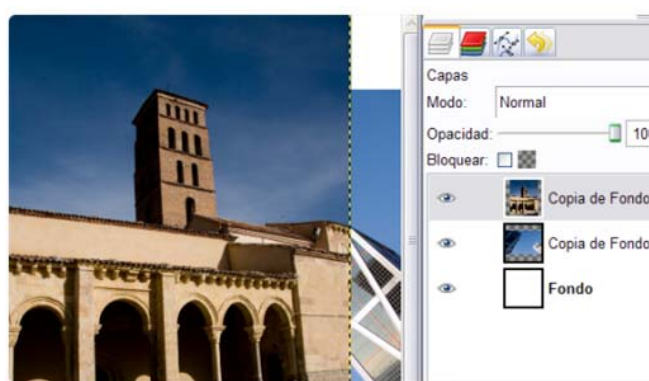 Capas
Modo: Normal
Opacidad:
Bloquear:
Copia de Fondo
Copia de Fondo
Fondo